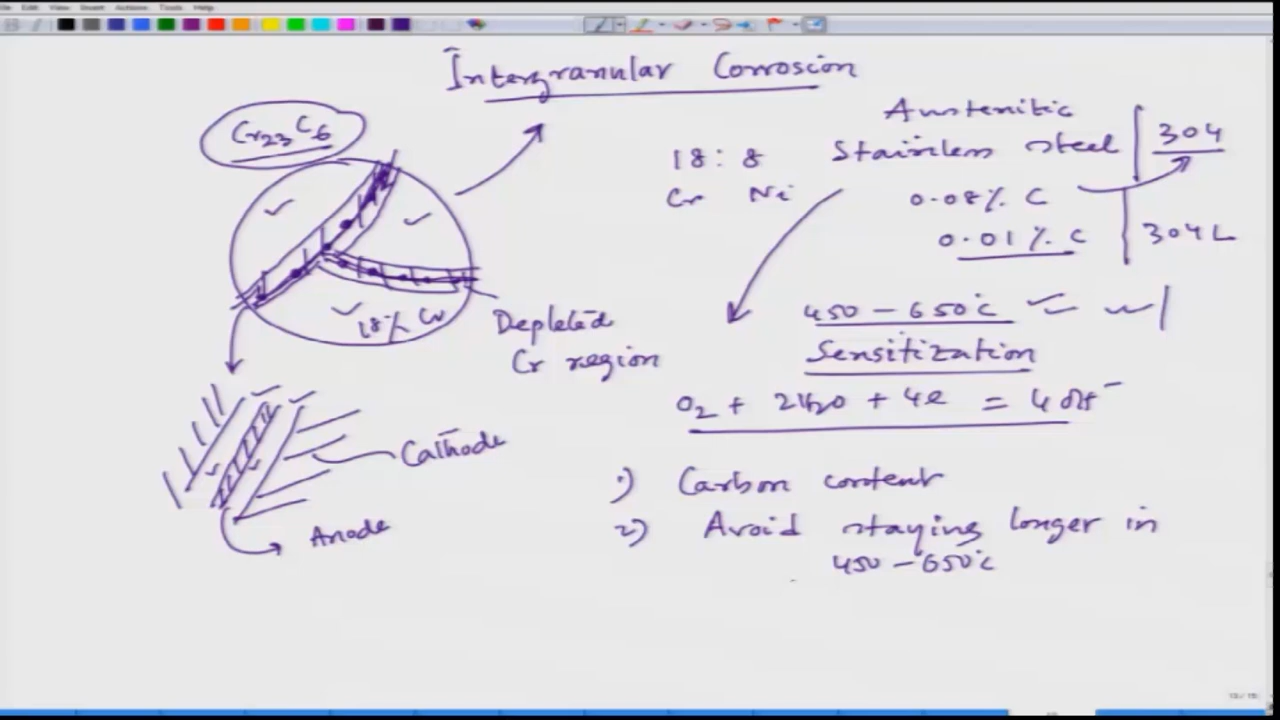 Intergranular Corrosion
Cr23C6
Austenitic
18:8 Stainless steel 304
Cr Ni 0.08% C
0.01% C 304L
18% Cr
Depleted
Cr region
450-650°C
Sensitization
O2 + 2H2O + 4e = 4OH-
Cathode
Anode
1) Carbon content
2) Avoid staying longer in
450-650°C